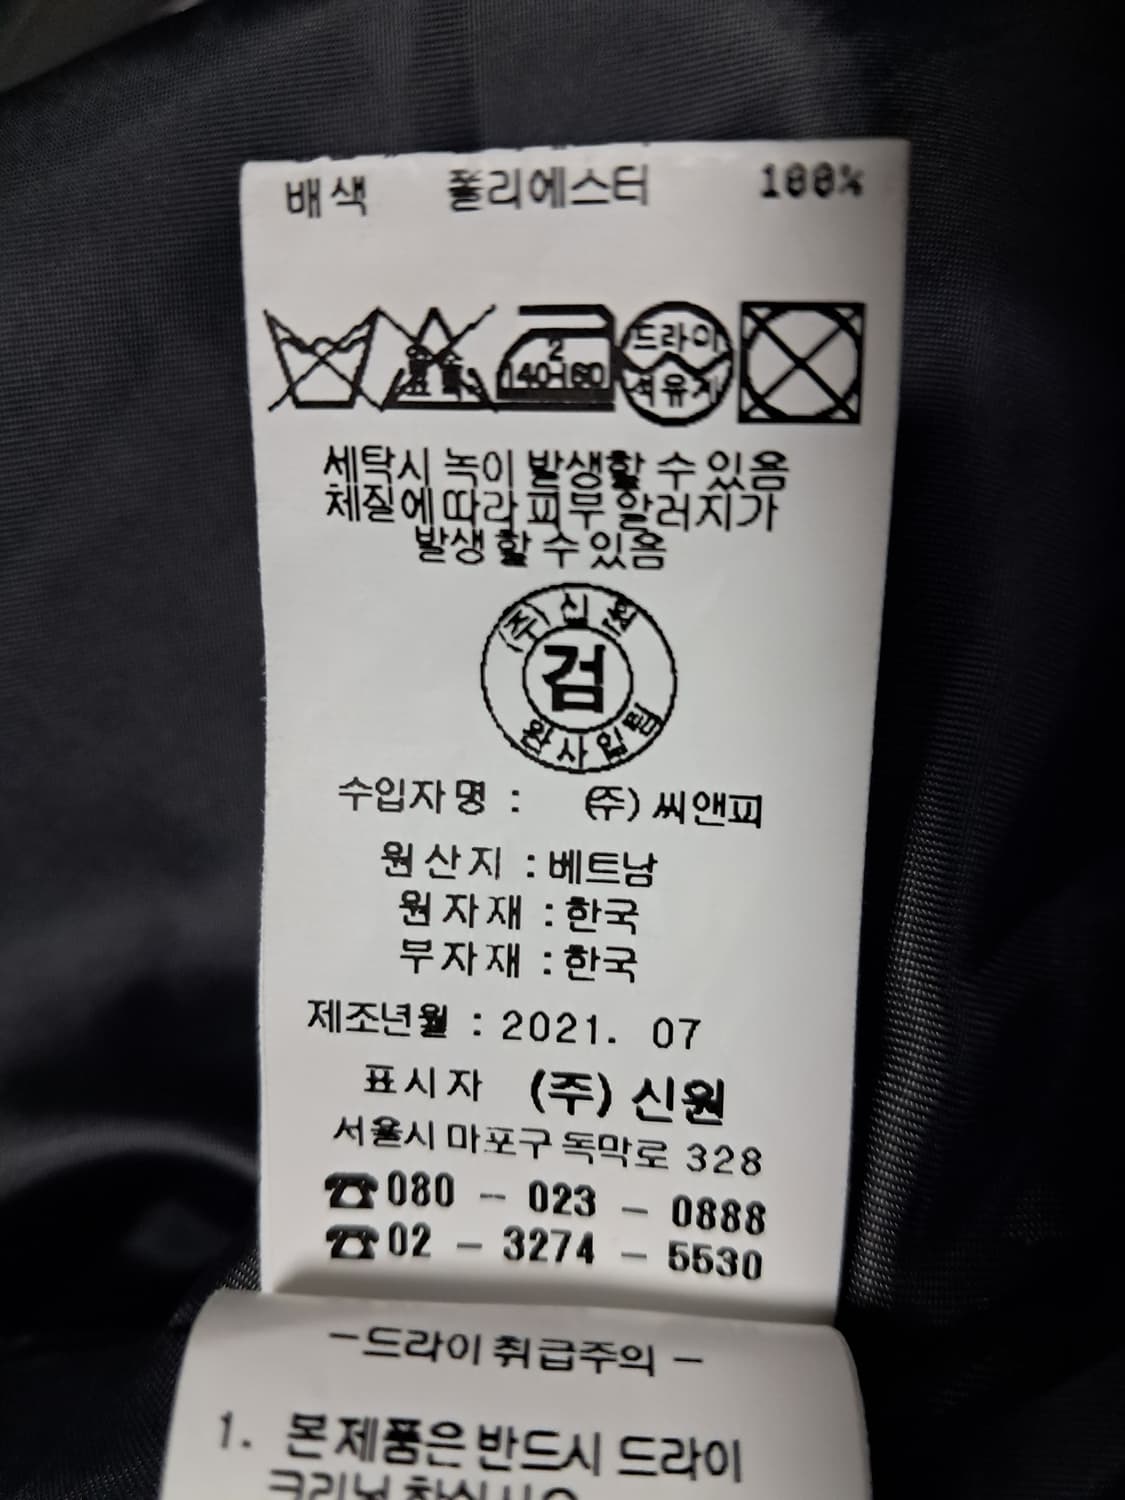 배색 폴리에스터 100%
2
140-160
드라이
석유계
세탁시 녹이 발생할 수 있음
체질에 따라 피부 알러지가
발생 할 수 있음
(주) 신원
검
완사입팀
수입자명 : (주) 씨앤피
원산지 : 베트남
원자재 : 한국
부자재 : 한국
제조년월 : 2021. 07
표시자 (주) 신원
서울시 마포구 독막로 328
☎080 - 023 - 0888
☎02 - 3274 - 5530
-드라이 취급주의 -
1. 본제품은 반드시 드라이